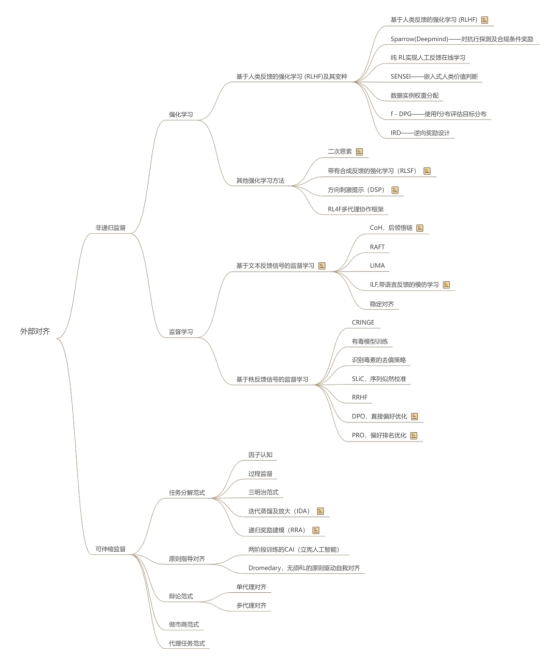 外部对齐
非递归监督
强化学习
基于人类反馈的强化学习 (RLHF)及其变种
基于人类反馈的强化学习 (RLHF)
Sparrow(Deepmind)——对抗行探测及合规条件奖励
纯 RL实现人工反馈在线学习
SENSEI——嵌入式人类价值判断
数据实例权重分配
f - DPG——使用f分布评估目标分布
IRD——逆向奖励设计
其他强化学习方法
二次思索
带有合成反馈的强化学习（RLSF）
方向刺激提示（DSP）
RL4F多代理协作框架
监督学习
基于文本反馈信号的监督学习
CoH，后领悟链
RAFT
LIMA
ILF,带语言反馈的模仿学习
稳定对齐
基于秩反馈信号的监督学习
CRINGE
有毒模型训练
识别毒素的去偏策略
SLiC，序列似然校准
RRHF
DPO，直接偏好优化
PRO，偏好排名优化
可伸缩监督
任务分解范式
因子认知
过程监督
三明治范式
迭代蒸馏及放大（IDA）
递归奖励建模（RRA）
原则指导对齐
两阶段训练的CAI（立宪人工智能）
Dromedary，无须RL的原则驱动自我对齐
辩论范式
单代理对齐
多代理对齐
做市商范式
代理任务范式